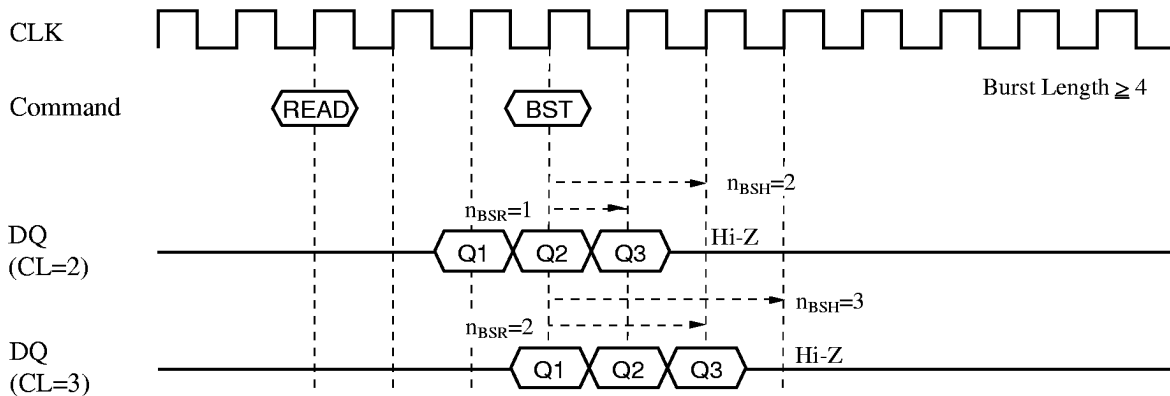 CLK
Command READ BST Burst Length ≧ 4
n_BSH=2
n_BSR=1
DQ (CL=2) Q1 Q2 Q3 Hi-Z
n_BSH=3
n_BSR=2
DQ (CL=3) Q1 Q2 Q3 Hi-Z